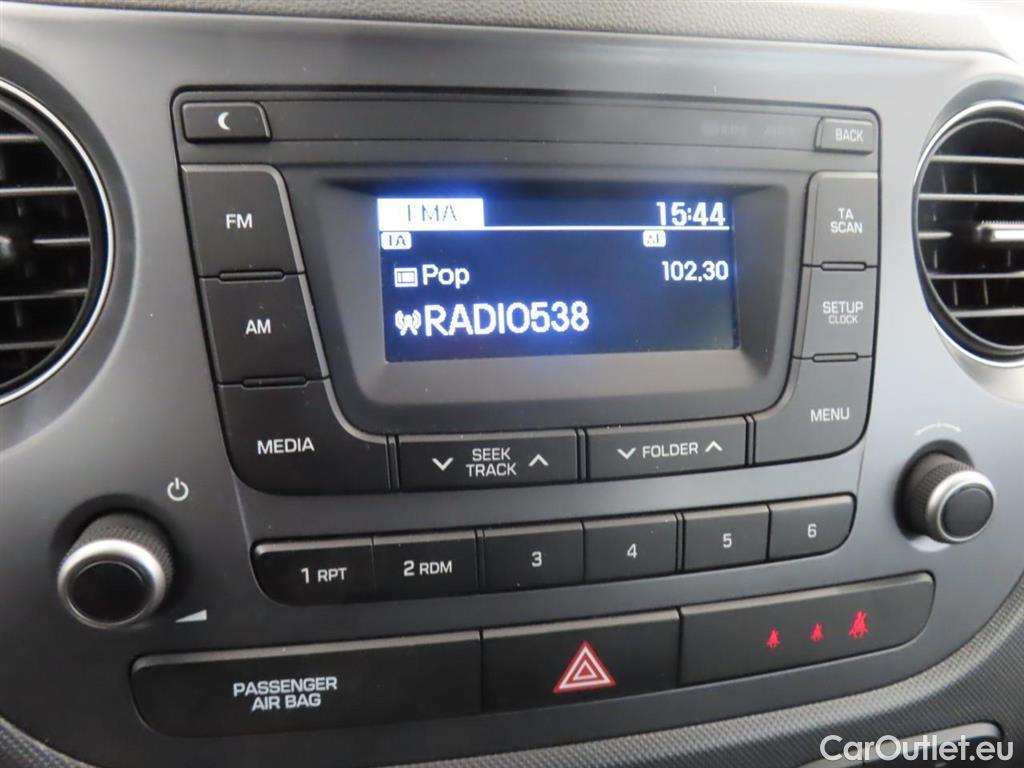 BACK
FM
FMA
15:44
TA
SCAN
TA
AF
Pop
102,30
SETUP
CLOCK
AM
RADIO538
MEDIA
SEEK
TRACK
FOLDER
MENU
1 RPT
2 RDM
3
4
5
6
PASSENGER
AIR BAG
CarOutlet.eu